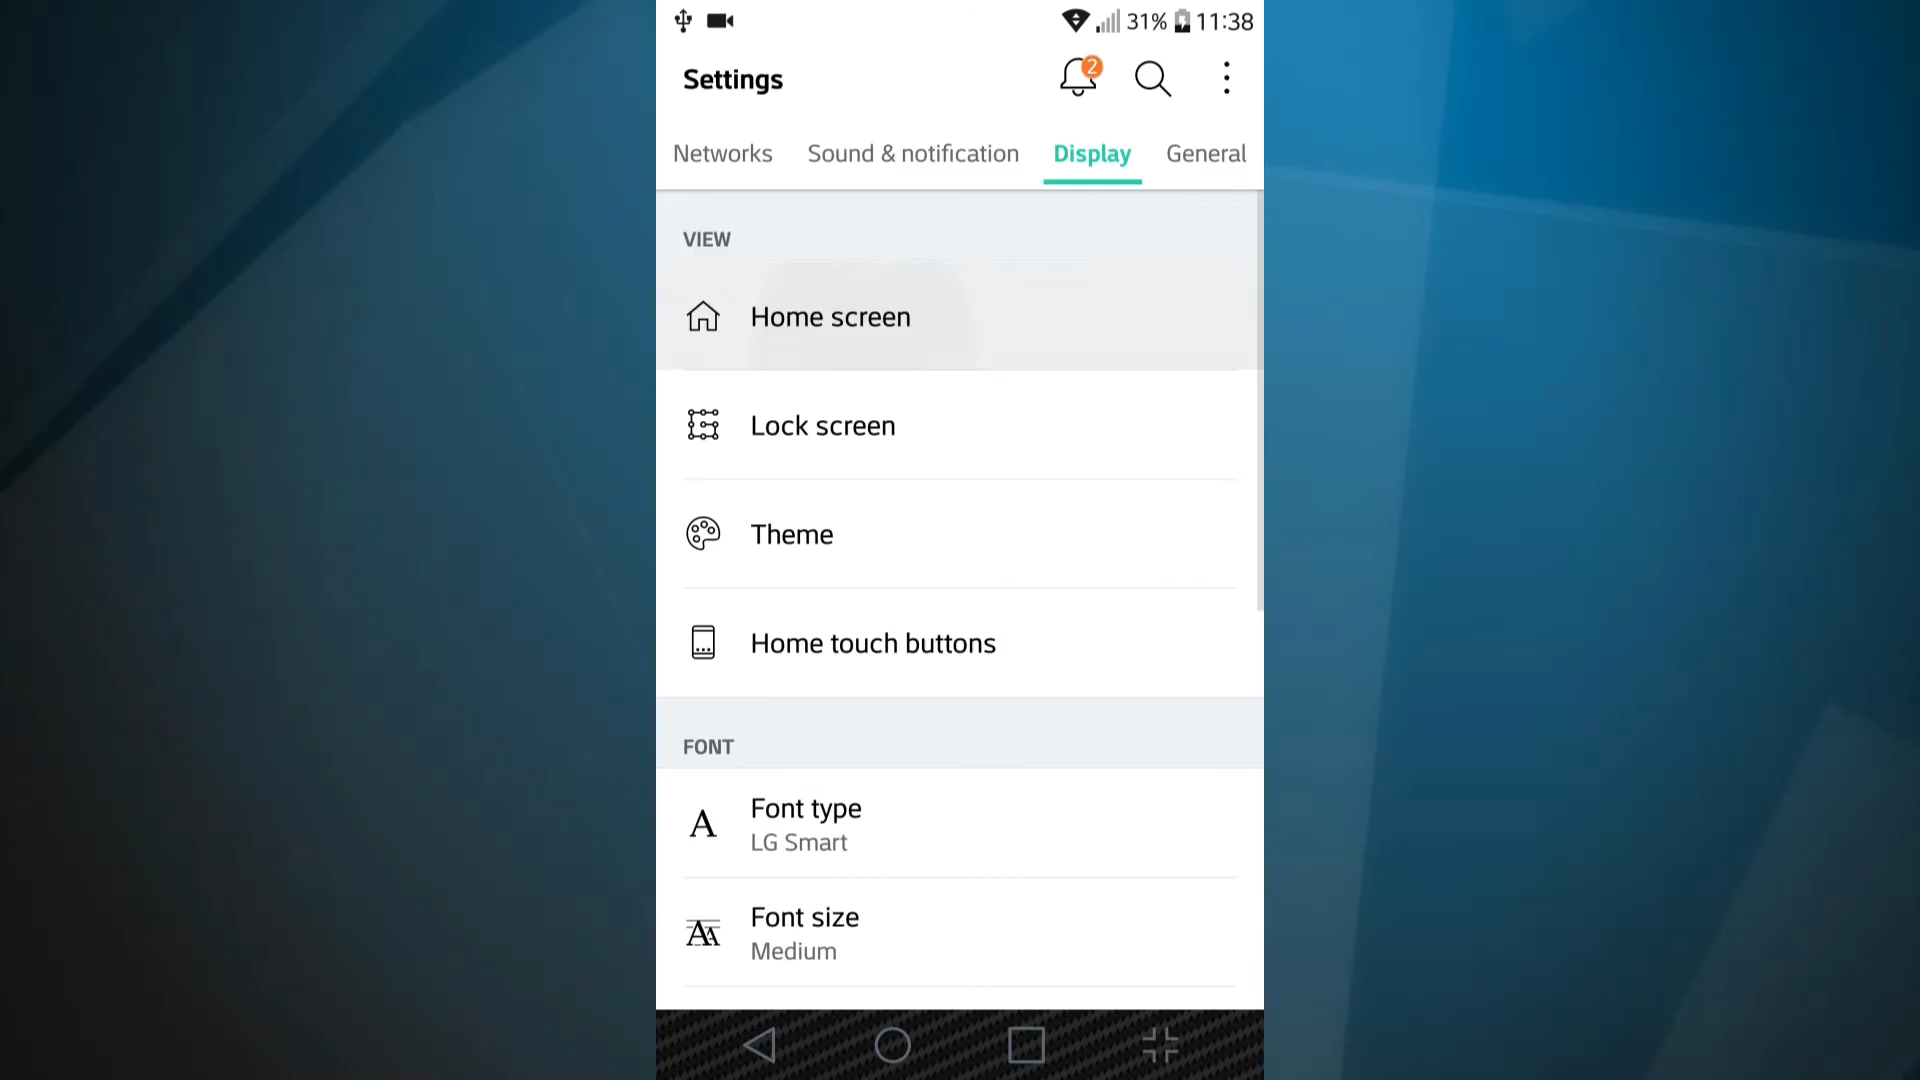 31% 11:38
Settings 2
Networks Sound & notification Display General
VIEW
Home screen
Lock screen
Theme
Home touch buttons
FONT
Font type
LG Smart
Font size
Medium